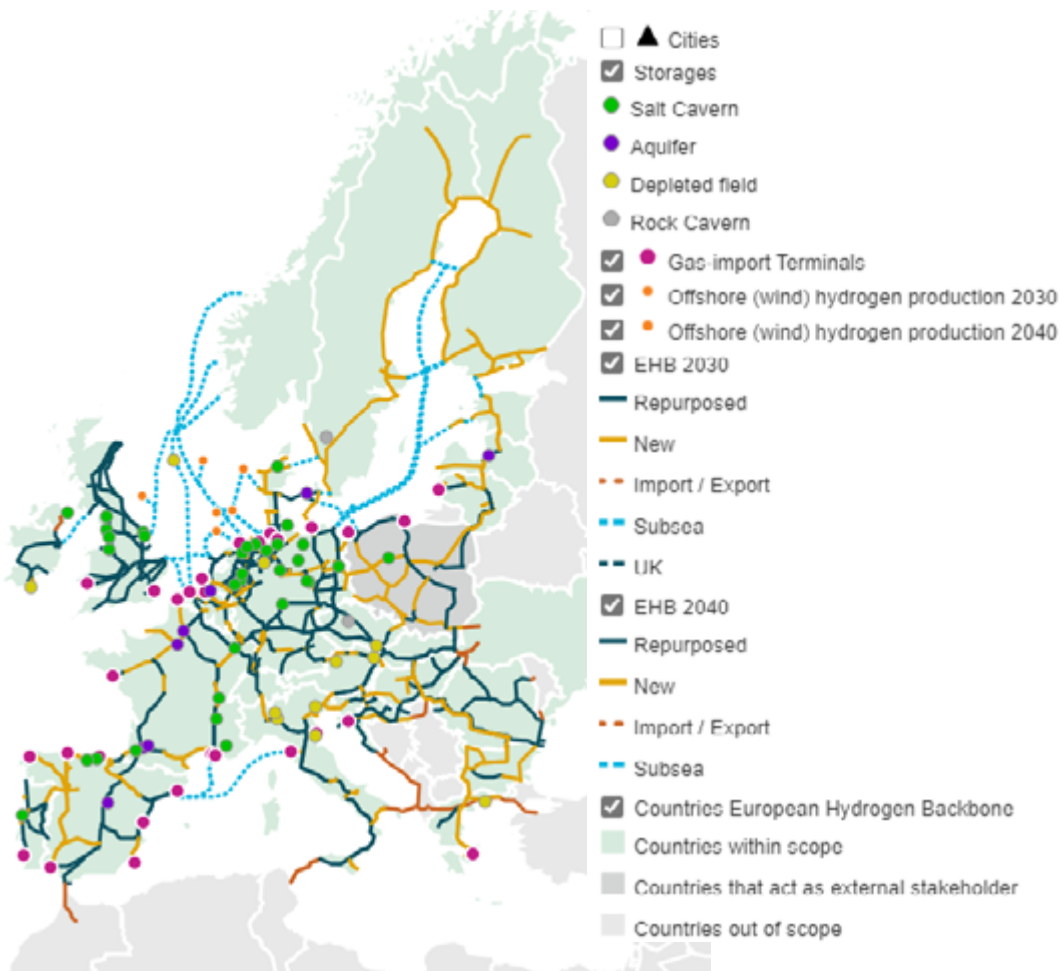 Cities
Storages
Salt Cavern
Aquifer
Depleted field
Rock Cavern
Gas-import Terminals
Offshore (wind) hydrogen production 2030
Offshore (wind) hydrogen production 2040
EHB 2030
Repurposed
New
Import / Export
Subsea
UK
EHB 2040
Repurposed
New
Import / Export
Subsea
Countries European Hydrogen Backbone
Countries within scope
Countries that act as external stakeholder
Countries out of scope